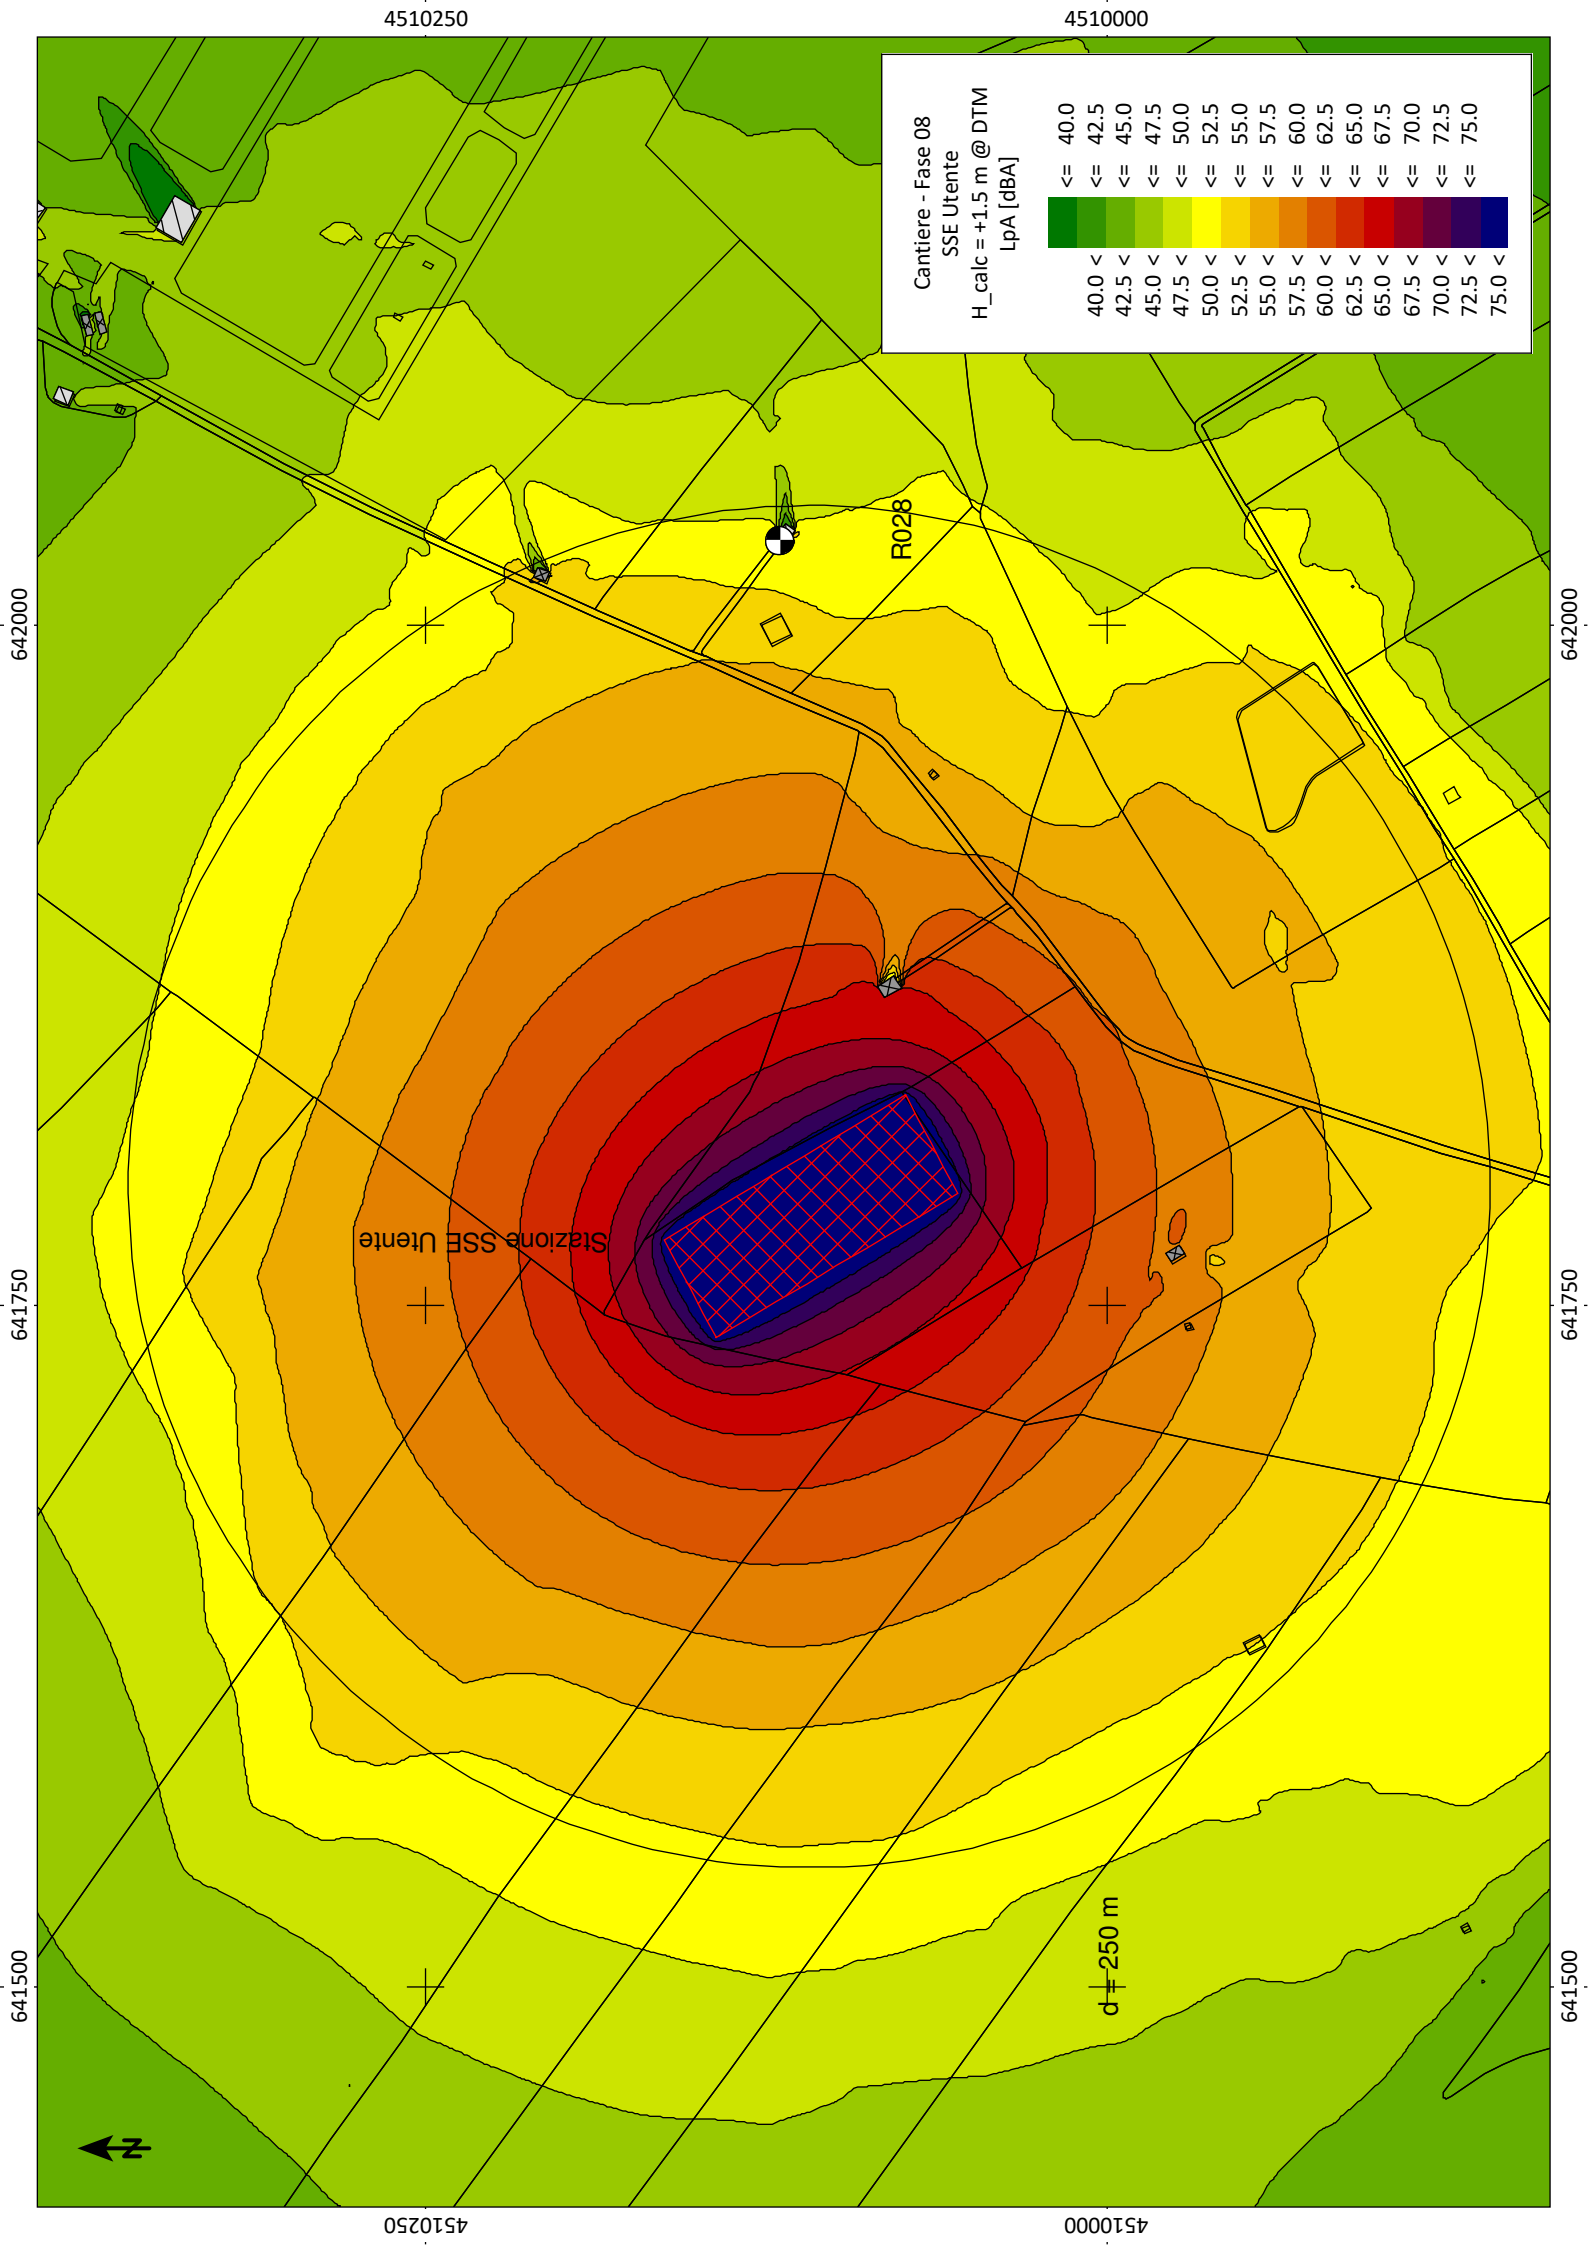 4510250
4510000
642000
641750
641500
642000
641750
641500
4510250
4510000
Cantiere - Fase 08
SSE Utente
H_calc = +1.5 m @ DTM
LpA [dBA]
<= 40.0
40.0 < <= 42.5
42.5 < <= 45.0
45.0 < <= 47.5
47.5 < <= 50.0
50.0 < <= 52.5
52.5 < <= 55.0
55.0 < <= 57.5
57.5 < <= 60.0
60.0 < <= 62.5
62.5 < <= 65.0
65.0 < <= 67.5
67.5 < <= 70.0
70.0 < <= 72.5
72.5 < <= 75.0
75.0 <
R028
Stazione SSE Utente
d = 250 m
N